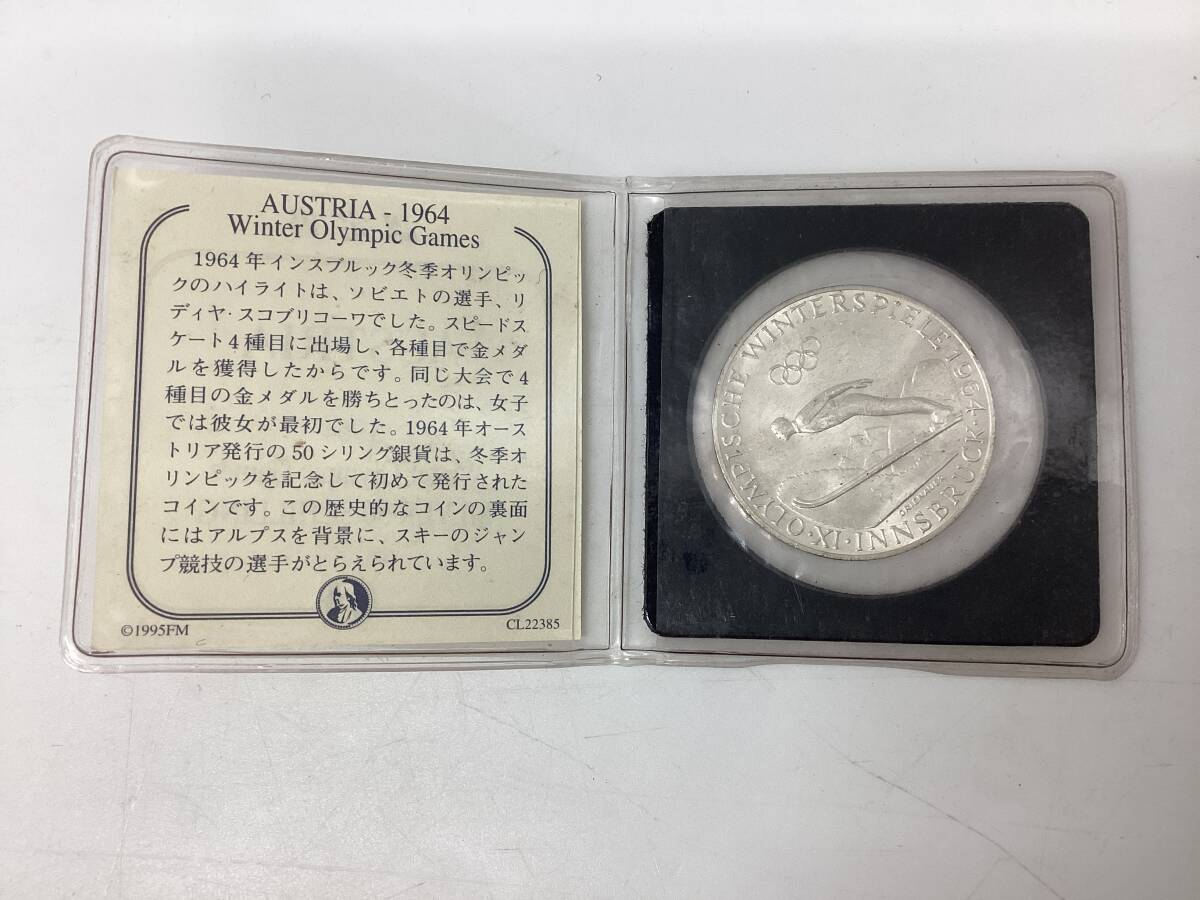 AUSTRIA - 1964
Winter Olympic Games
1964年インスブルック冬季オリンピッ
クのハイライトは、ソビエトの選手、リ
ディヤ・スコブリコーワでした。スピードス
ケート4種目に出場し、各種目で金メダ
ルを獲得したからです。同じ大会で4
種目の金メダルを勝ちとったのは、女子
では彼女が最初でした。1964年オース
トリア発行の50シリング銀貨は、冬季オ
リンピックを記念して初めて発行された
コインです。この歴史的なコインの裏面
にはアルプスを背景に、スキーのジャン
プ競技の選手がとらえられています。
©1995FM
CL22385
IX·OLYMPISCHE WINTERSPIELE 1964·INNSBRUCK·